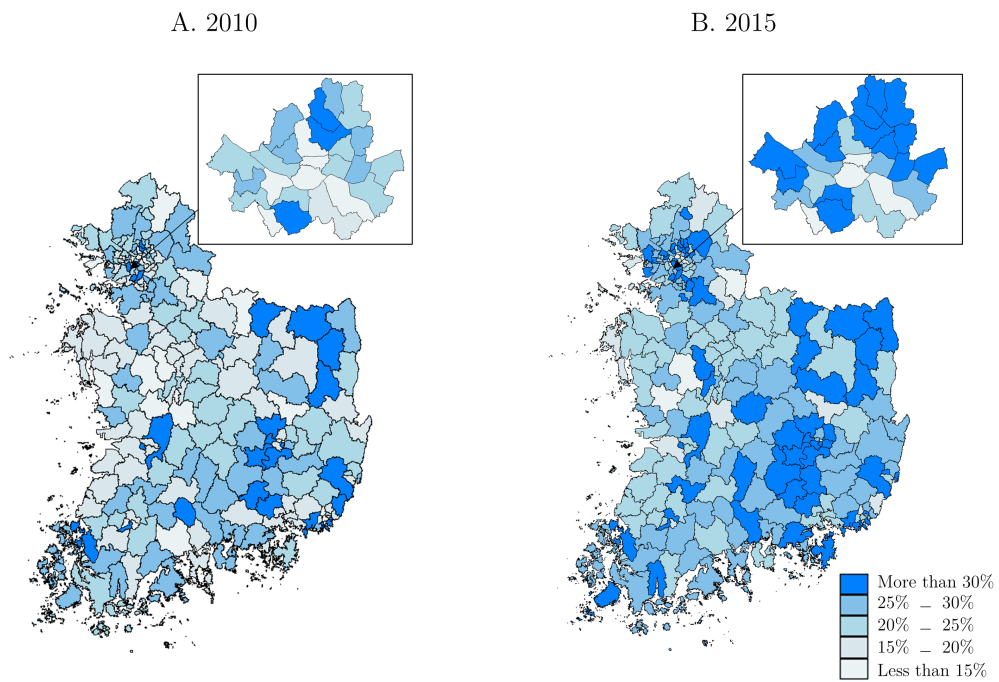 A. 2010
B. 2015
More than 30%
25% – 30%
20% – 25%
15% – 20%
Less than 15%